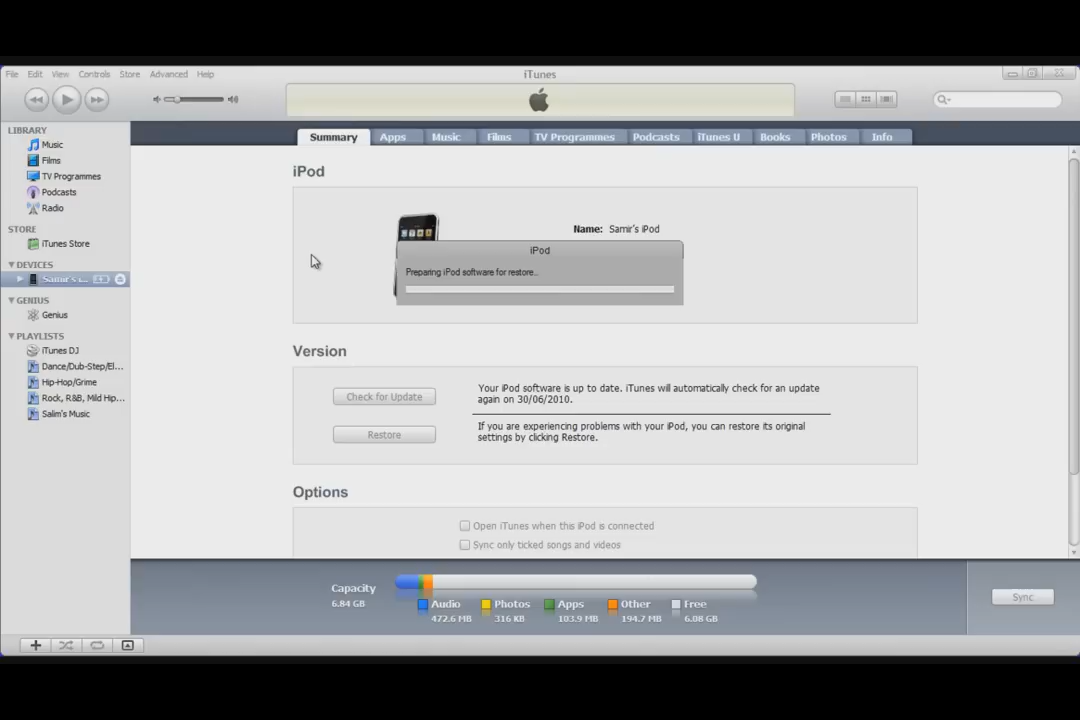 iTunes
File Edit View Controls Store Advanced Help
Summary Apps Music Films TV Programmes Podcasts iTunes U Books Photos Info
LIBRARY
Music
Films
TV Programmes
Podcasts
Radio
STORE
iTunes Store
DEVICES
Samir's i...
GENIUS
Genius
PLAYLISTS
iTunes DJ
Dance/Dub-Step/El...
Hip-Hop/Grime
Rock, R&B, Mild Hip...
Salim's Music
iPod
Name: Samir's iPod
iPod
Preparing iPod software for restore...
Version
Check for Update
Your iPod software is up to date. iTunes will automatically check for an update
again on 30/06/2010.
Restore
If you are experiencing problems with your iPod, you can restore its original
settings by clicking Restore.
Options
Open iTunes when this iPod is connected
Sync only ticked songs and videos
Capacity
6.84 GB
Audio
472.6 MB
Photos
316 KB
Apps
103.9 MB
Other
194.7 MB
Free
6.08 GB
Sync